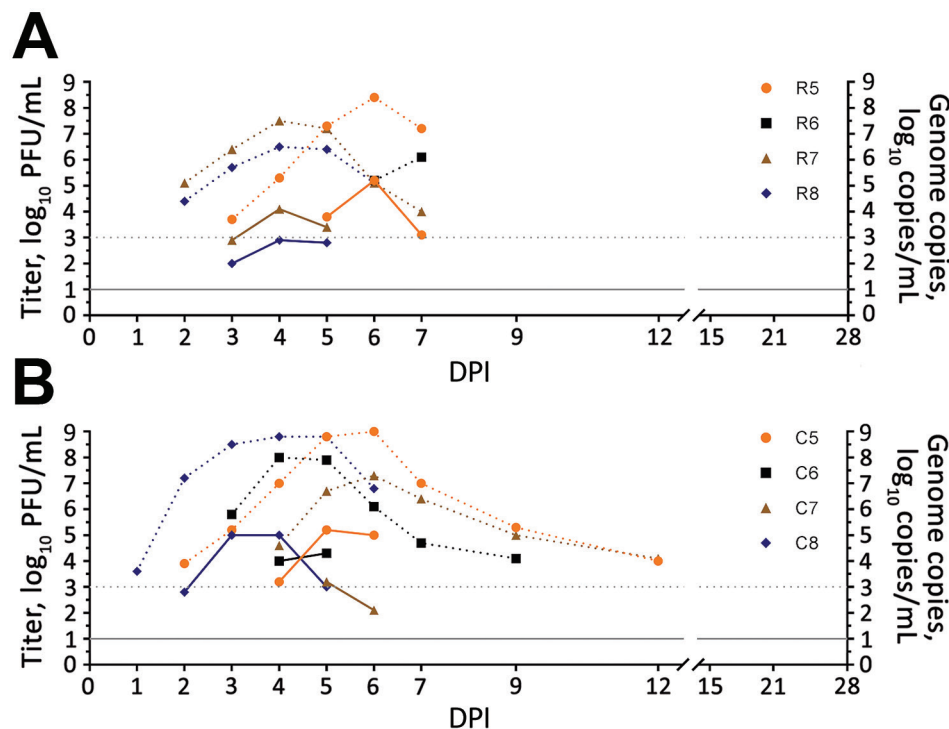 A
Titer, log10 PFU/mL
9
8
7
6
5
4
3
2
1
0
9
8
7
6
5
4
3
2
1
0
Genome copies,
log10 copies/mL
R5
R6
R7
R8
0 1 2 3 4 5 6 7 9 12 15 21 28
DPI
B
Titer, log10 PFU/mL
9
8
7
6
5
4
3
2
1
0
9
8
7
6
5
4
3
2
1
0
Genome copies,
log10 copies/mL
C5
C6
C7
C8
0 1 2 3 4 5 6 7 9 12 15 21 28
DPI